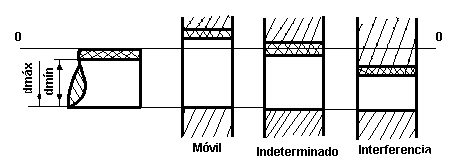 0 0
dmáx
dmín
Móvil
Indeterminado
Interferencia